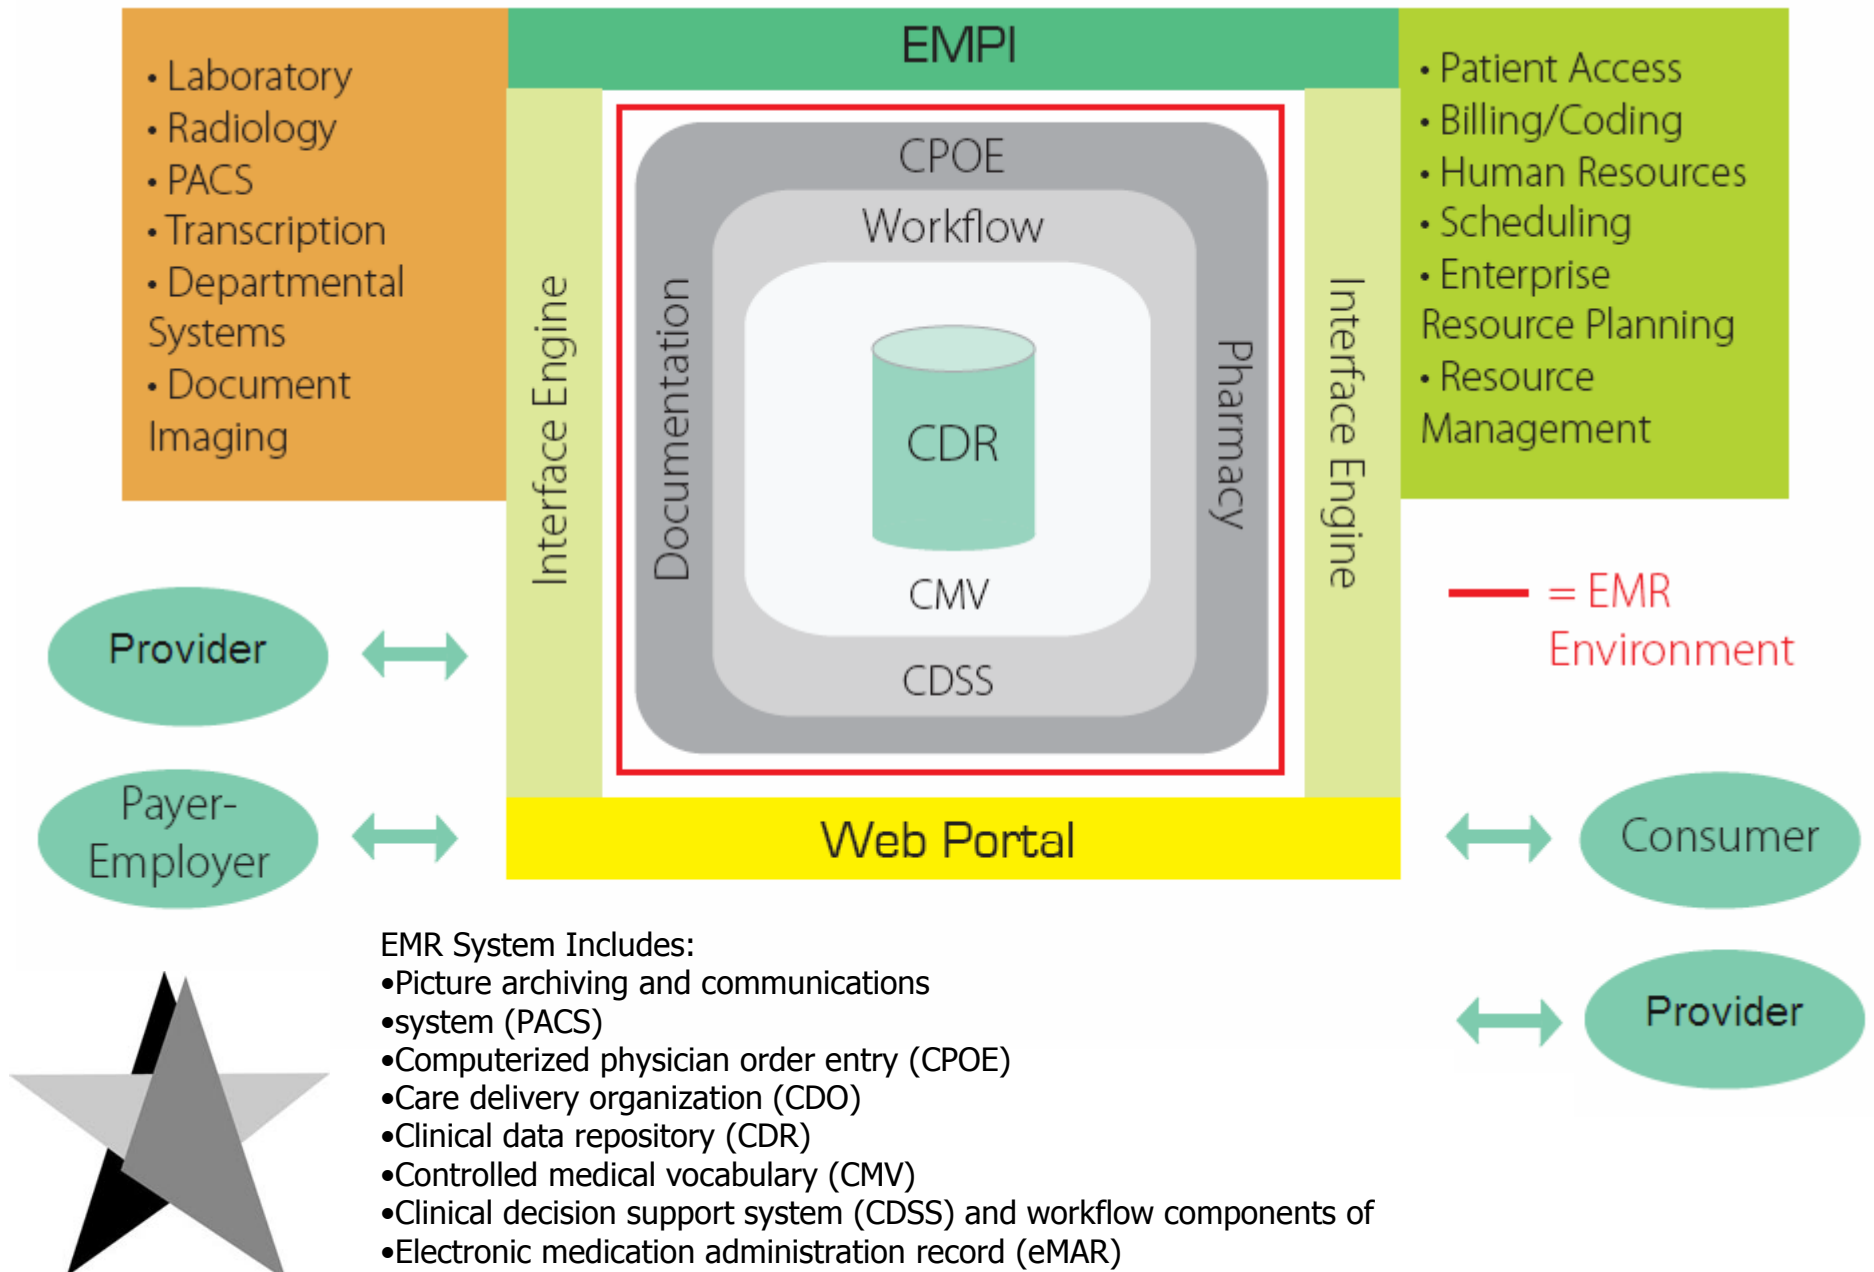 EMPI
• Laboratory
• Radiology
• PACS
• Transcription
• Departmental
Systems
• Document
Imaging
Interface Engine
CPOE
Workflow
Documentation
CDR
CMV
CDSS
Pharmacy
Interface Engine
• Patient Access
• Billing/Coding
• Human Resources
• Scheduling
• Enterprise
Resource Planning
• Resource
Management
= EMR
Environment
Provider
Payer-
Employer
Web Portal
Consumer
Provider
EMR System Includes:
•Picture archiving and communications
•system (PACS)
•Computerized physician order entry (CPOE)
•Care delivery organization (CDO)
•Clinical data repository (CDR)
•Controlled medical vocabulary (CMV)
•Clinical decision support system (CDSS) and workflow components of
•Electronic medication administration record (eMAR)